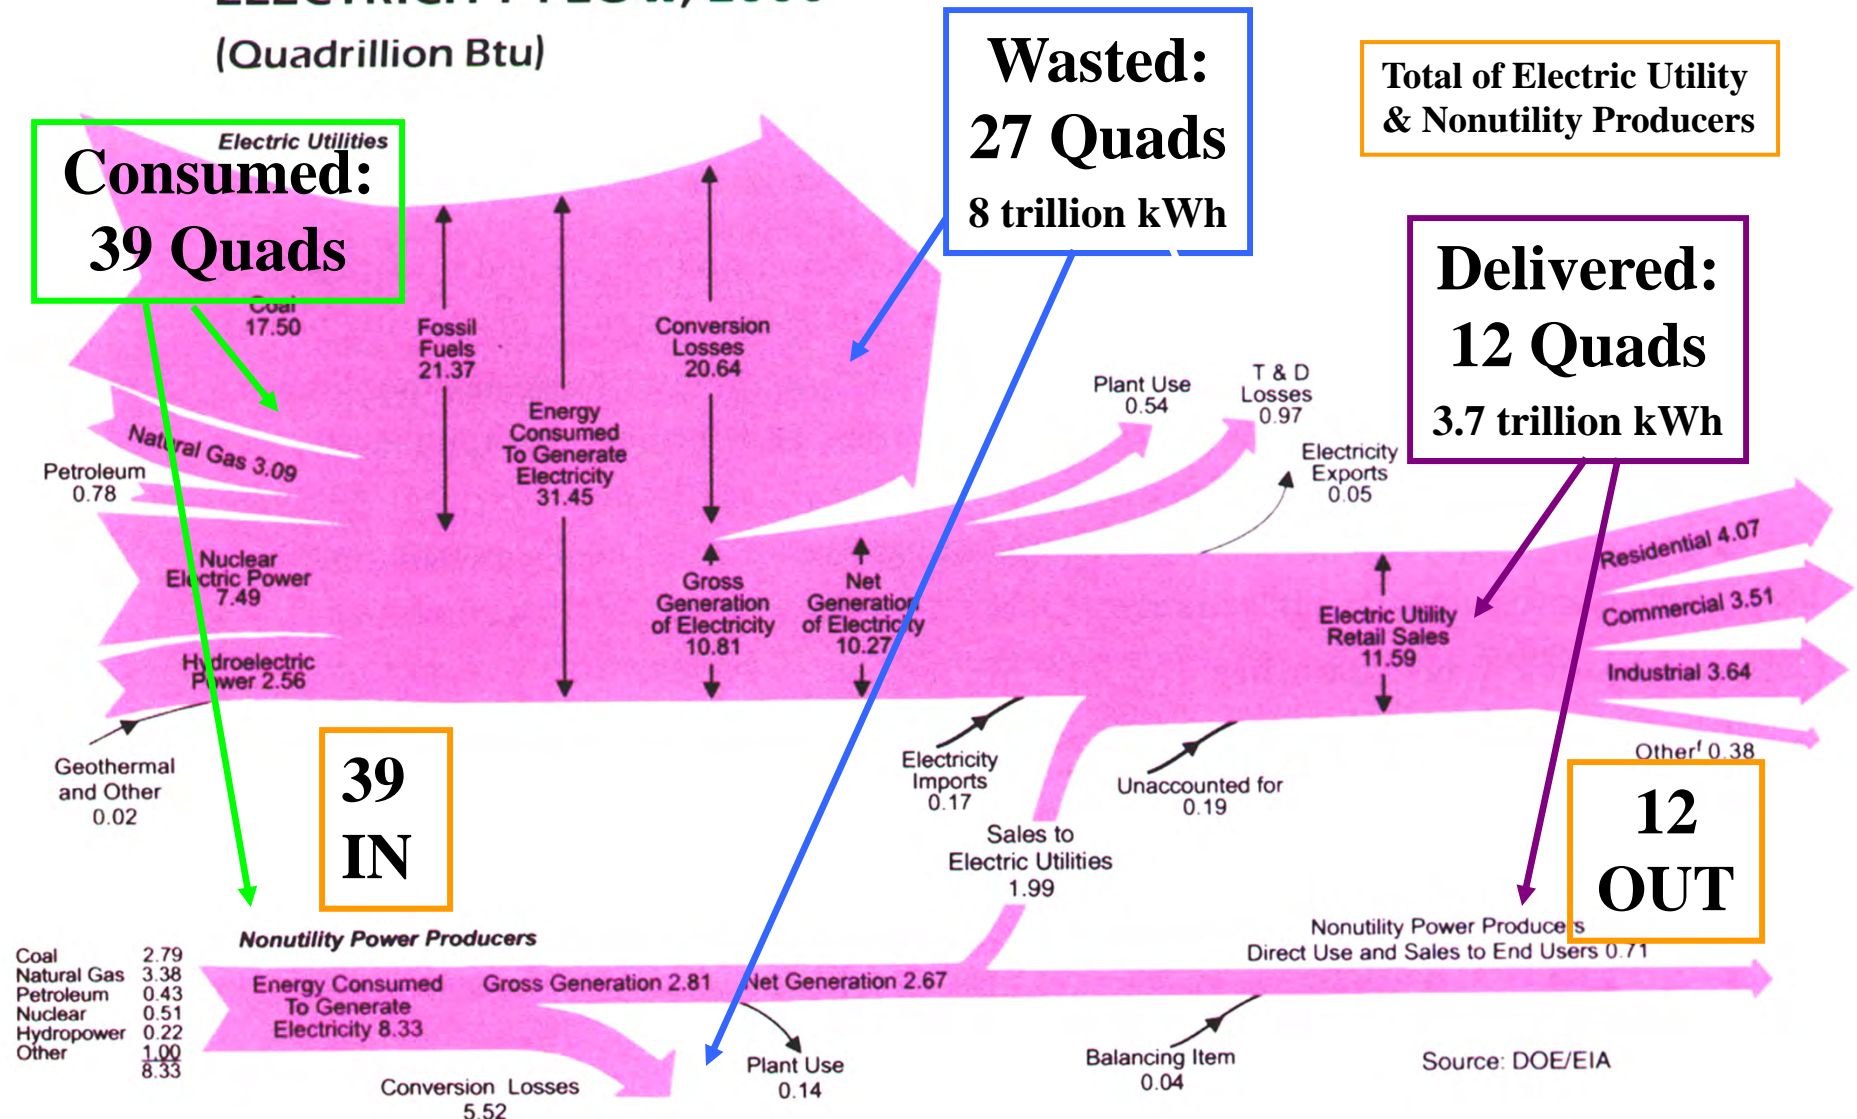 (Quadrillion Btu)
Wasted:
27 Quads
8 trillion kWh
Total of Electric Utility
& Nonutility Producers
Electric Utilities
Consumed:
39 Quads
Delivered:
12 Quads
3.7 trillion kWh
Coal
17.50
Fossil
Fuels
21.37
Conversion
Losses
20.64
Energy
Consumed
To Generate
Electricity
31.45
Plant Use
0.54
T & D
Losses
0.97
Electricity
Exports
0.05
Natural Gas 3.09
Petroleum
0.78
Nuclear
Electric Power
7.49
Gross
Generation
of Electricity
10.81
Net
Generation
of Electricity
10.27
Electric Utility
Retail Sales
11.59
Residential 4.07
Commercial 3.51
Industrial 3.64
Otherᶠ 0.38
Hydroelectric
Power 2.56
Geothermal
and Other
0.02
39
IN
Electricity
Imports
0.17
Unaccounted for
0.19
Sales to
Electric Utilities
1.99
12
OUT
Nonutility Power Producers
Coal 2.79
Natural Gas 3.38
Petroleum 0.43
Nuclear 0.51
Hydropower 0.22
Other 1.00
8.33
Energy Consumed
To Generate
Electricity 8.33
Gross Generation 2.81
Net Generation 2.67
Nonutility Power Producers
Direct Use and Sales to End Users 0.71
Conversion Losses
5.52
Plant Use
0.14
Balancing Item
0.04
Source: DOE/EIA